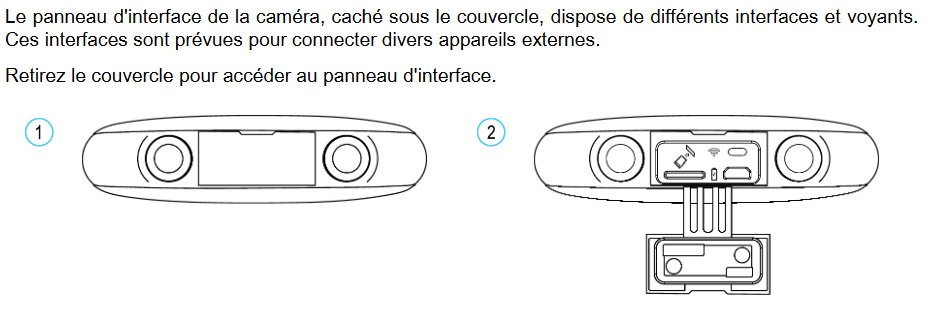 Le panneau d'interface de la caméra, caché sous le couvercle, dispose de différents interfaces et voyants.
Ces interfaces sont prévues pour connecter divers appareils externes.
Retirez le couvercle pour accéder au panneau d'interface.
1
2